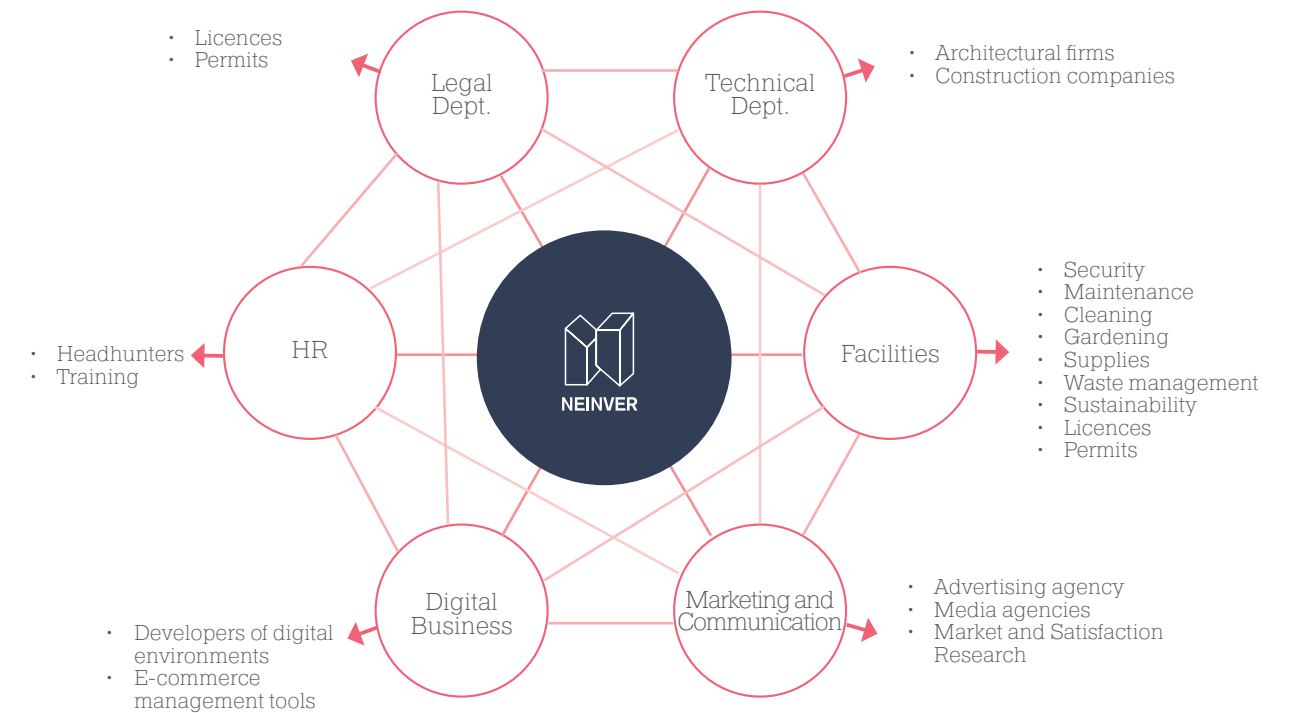 Licences
Permits
Legal
Dept.
Technical
Dept.
Architectural firms
Construction companies
Headhunters
Training
HR
NEINVER
Facilities
Security
Maintenance
Cleaning
Gardening
Supplies
Waste management
Sustainability
Licences
Permits
Developers of digital
environments
E-commerce
management tools
Digital
Business
Marketing and
Communication
Advertising agency
Media agencies
Market and Satisfaction
Research